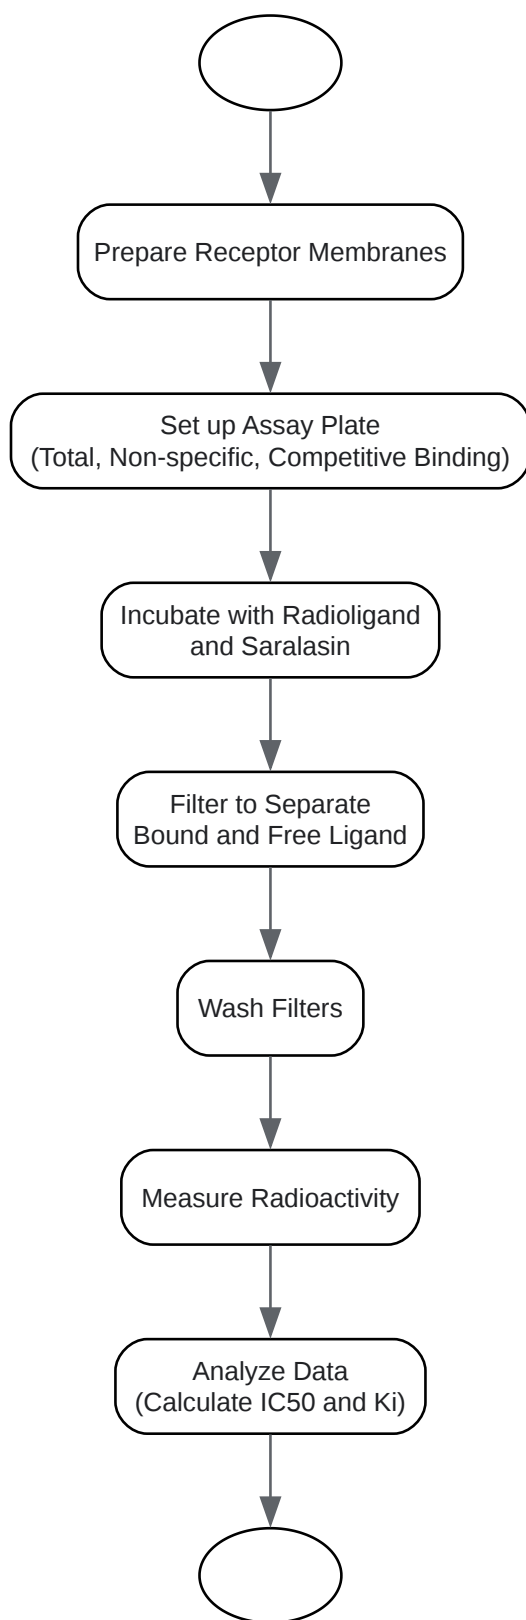 Prepare Receptor Membranes
Set up Assay Plate
(Total, Non-specific, Competitive Binding)
Incubate with Radioligand
and Saralasin
Filter to Separate
Bound and Free Ligand
Wash Filters
Measure Radioactivity
Analyze Data
(Calculate IC50 and Ki)